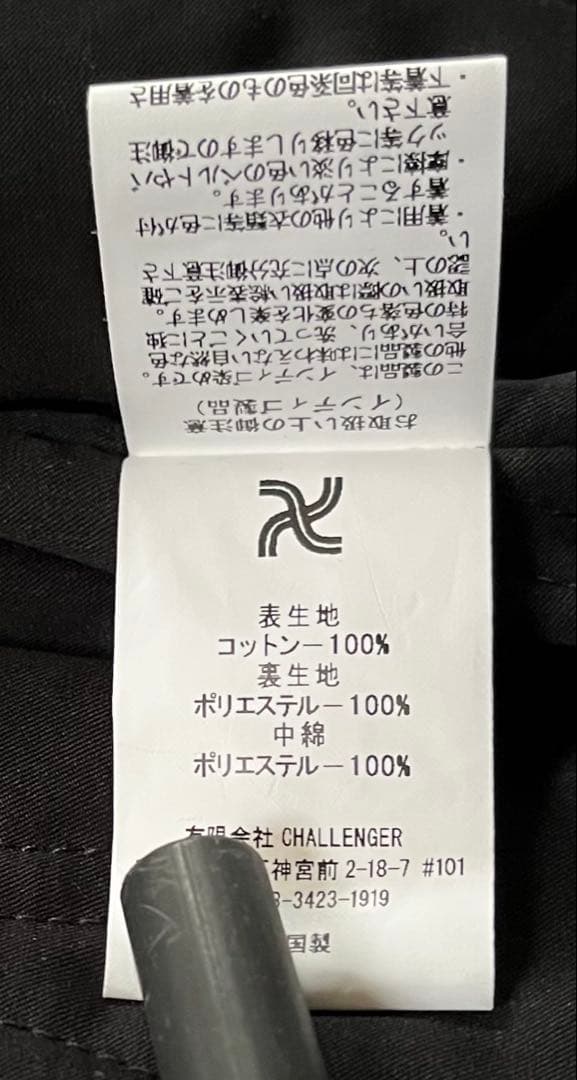 お取扱い上の御注意
(インディゴ製品)
この製品は、インディゴ染めです。
他の製品には味わえない自然な色
合いがあり、洗っていくごとに独
特の色落ちの変化を楽しめます。
取扱いの際は取扱い絵表示をご確
認の上、次の点に充分御注意下さ
い。
・着用により他の衣類等に色が付
着することがあります。
・摩擦により淡い色のベルトやバ
ック等に色移りしますので御注
意下さい。
・下着等は同系色のものを着用さ
表生地
コットン−100%
裏生地
ポリエステル−100%
中綿
ポリエステル−100%
有限会社 CHALLENGER
神宮前 2-18-7 #101
3-3423-1919
国製